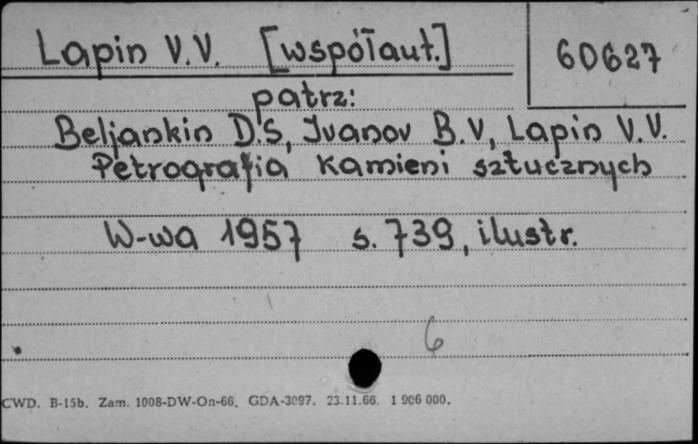 Lapin V.V. [współaut.] 60627
patrz:
Beljankin D.S, Ivanov B.V, Lapin V.V.
Petrografia kamieni sztucznych
W-wa 1957 s. 739, ilustr.
6
CWD. B-15b. Zam. 1008-DW-On-66. GDA-3097. 23.11.66. 1 906 000.